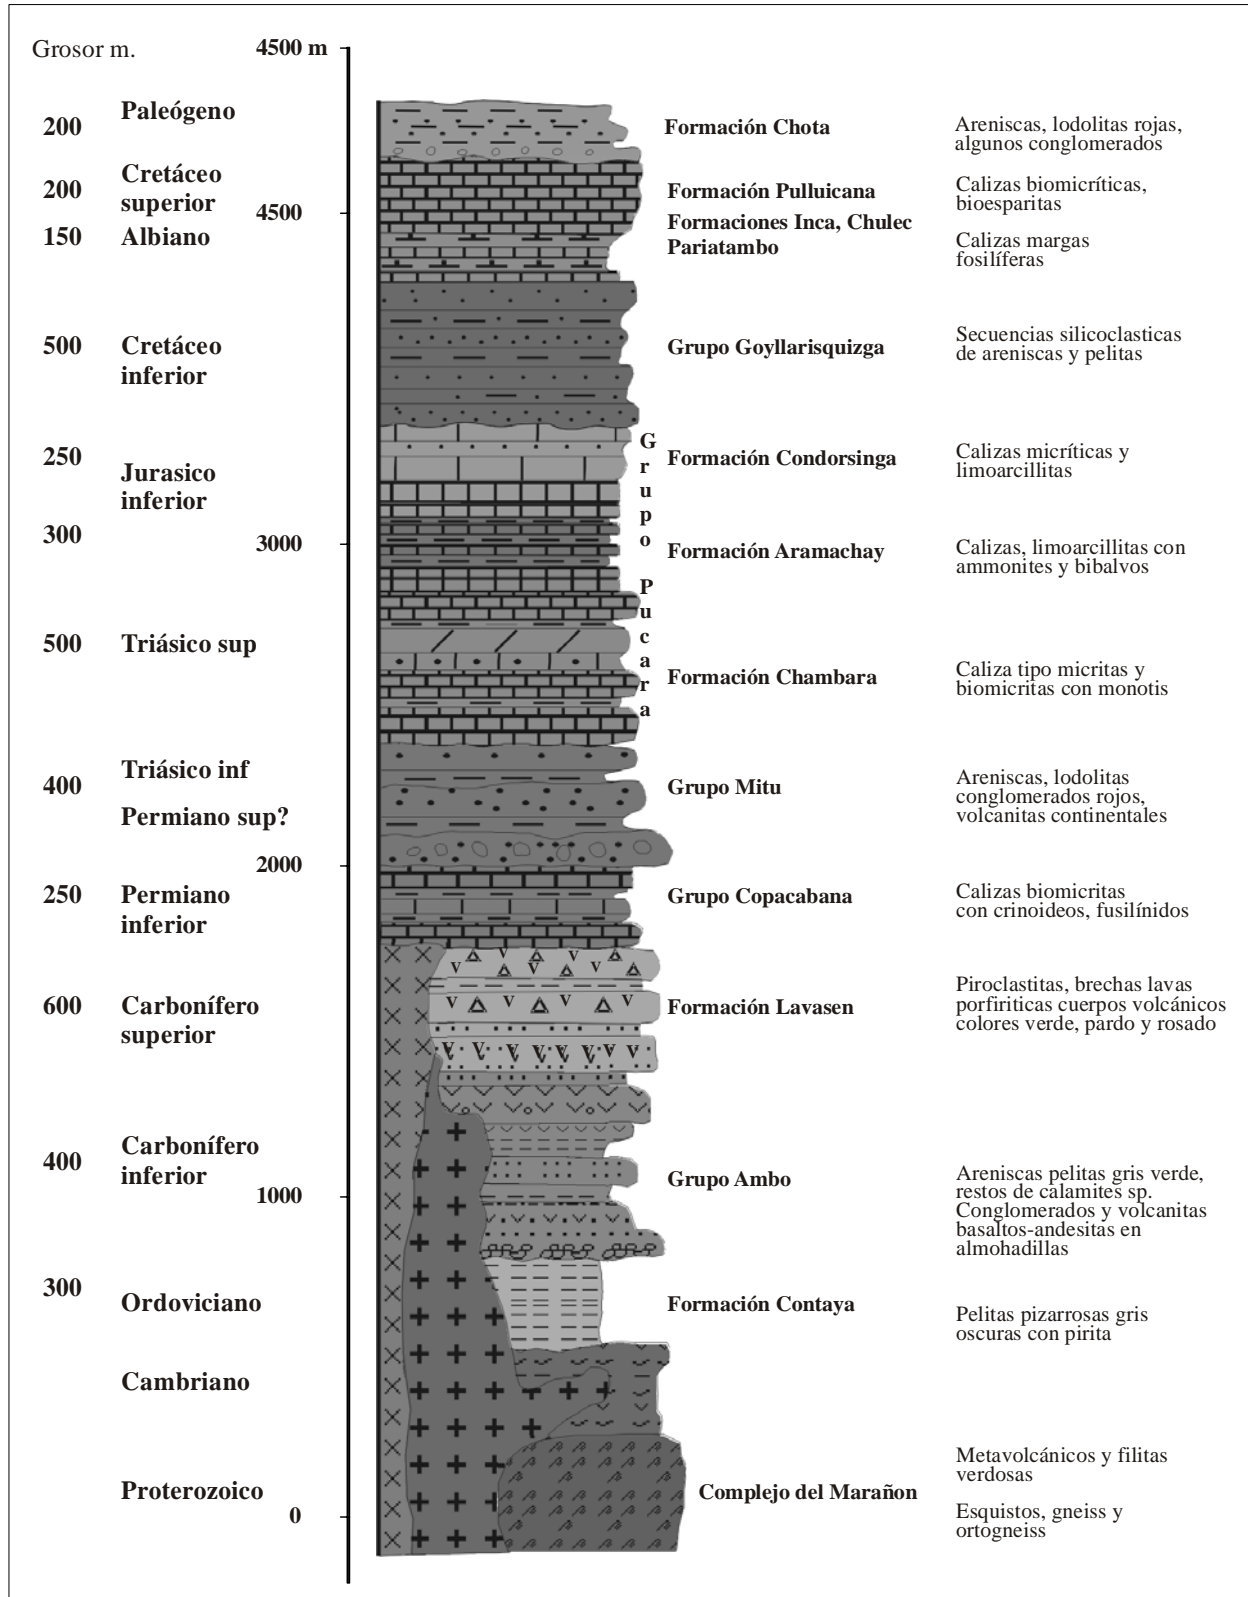 Grosor m.
4500 m
200
Paleógeno
Formación Chota
Areniscas, lodolitas rojas,
algunos conglomerados
200
Cretáceo
superior
4500
Formación Pulluicana
Calizas biomicríticas,
bioesparitas
150
Albiano
Formaciones Inca, Chulec
Pariatambo
Calizas margas
fosilíferas
500
Cretáceo
inferior
Grupo Goyllarisquizga
Secuencias silicoclasticas
de areniscas y pelitas
250
Jurasico
inferior
Grupo Pucara
Formación Condorsinga
Calizas micríticas y
limoarcillitas
300
3000
Formación Aramachay
Calizas, limoarcillitas con
ammonites y bibalvos
500
Triásico sup
Formación Chambara
Caliza tipo micritas y
biomicritas con monotis
400
Triásico inf
Permiano sup?
Grupo Mitu
Areniscas, lodolitas
conglomerados rojos,
volcanitas continentales
2000
250
Permiano
inferior
Grupo Copacabana
Calizas biomicritas
con crinoideos, fusilínidos
600
Carbonífero
superior
Formación Lavasen
Piroclastitas, brechas lavas
porfiriticas cuerpos volcánicos
colores verde, pardo y rosado
400
Carbonífero
inferior
1000
Grupo Ambo
Areniscas pelitas gris verde,
restos de calamites sp.
Conglomerados y volcanitas
basaltos-andesitas en
almohadillas
300
Ordoviciano
Formación Contaya
Pelitas pizarrosas gris
oscuras con pirita
Cambriano
Proterozoico
0
Complejo del Marañon
Metavolcánicos y filitas
verdosas
Esquistos, gneiss y
ortogneiss